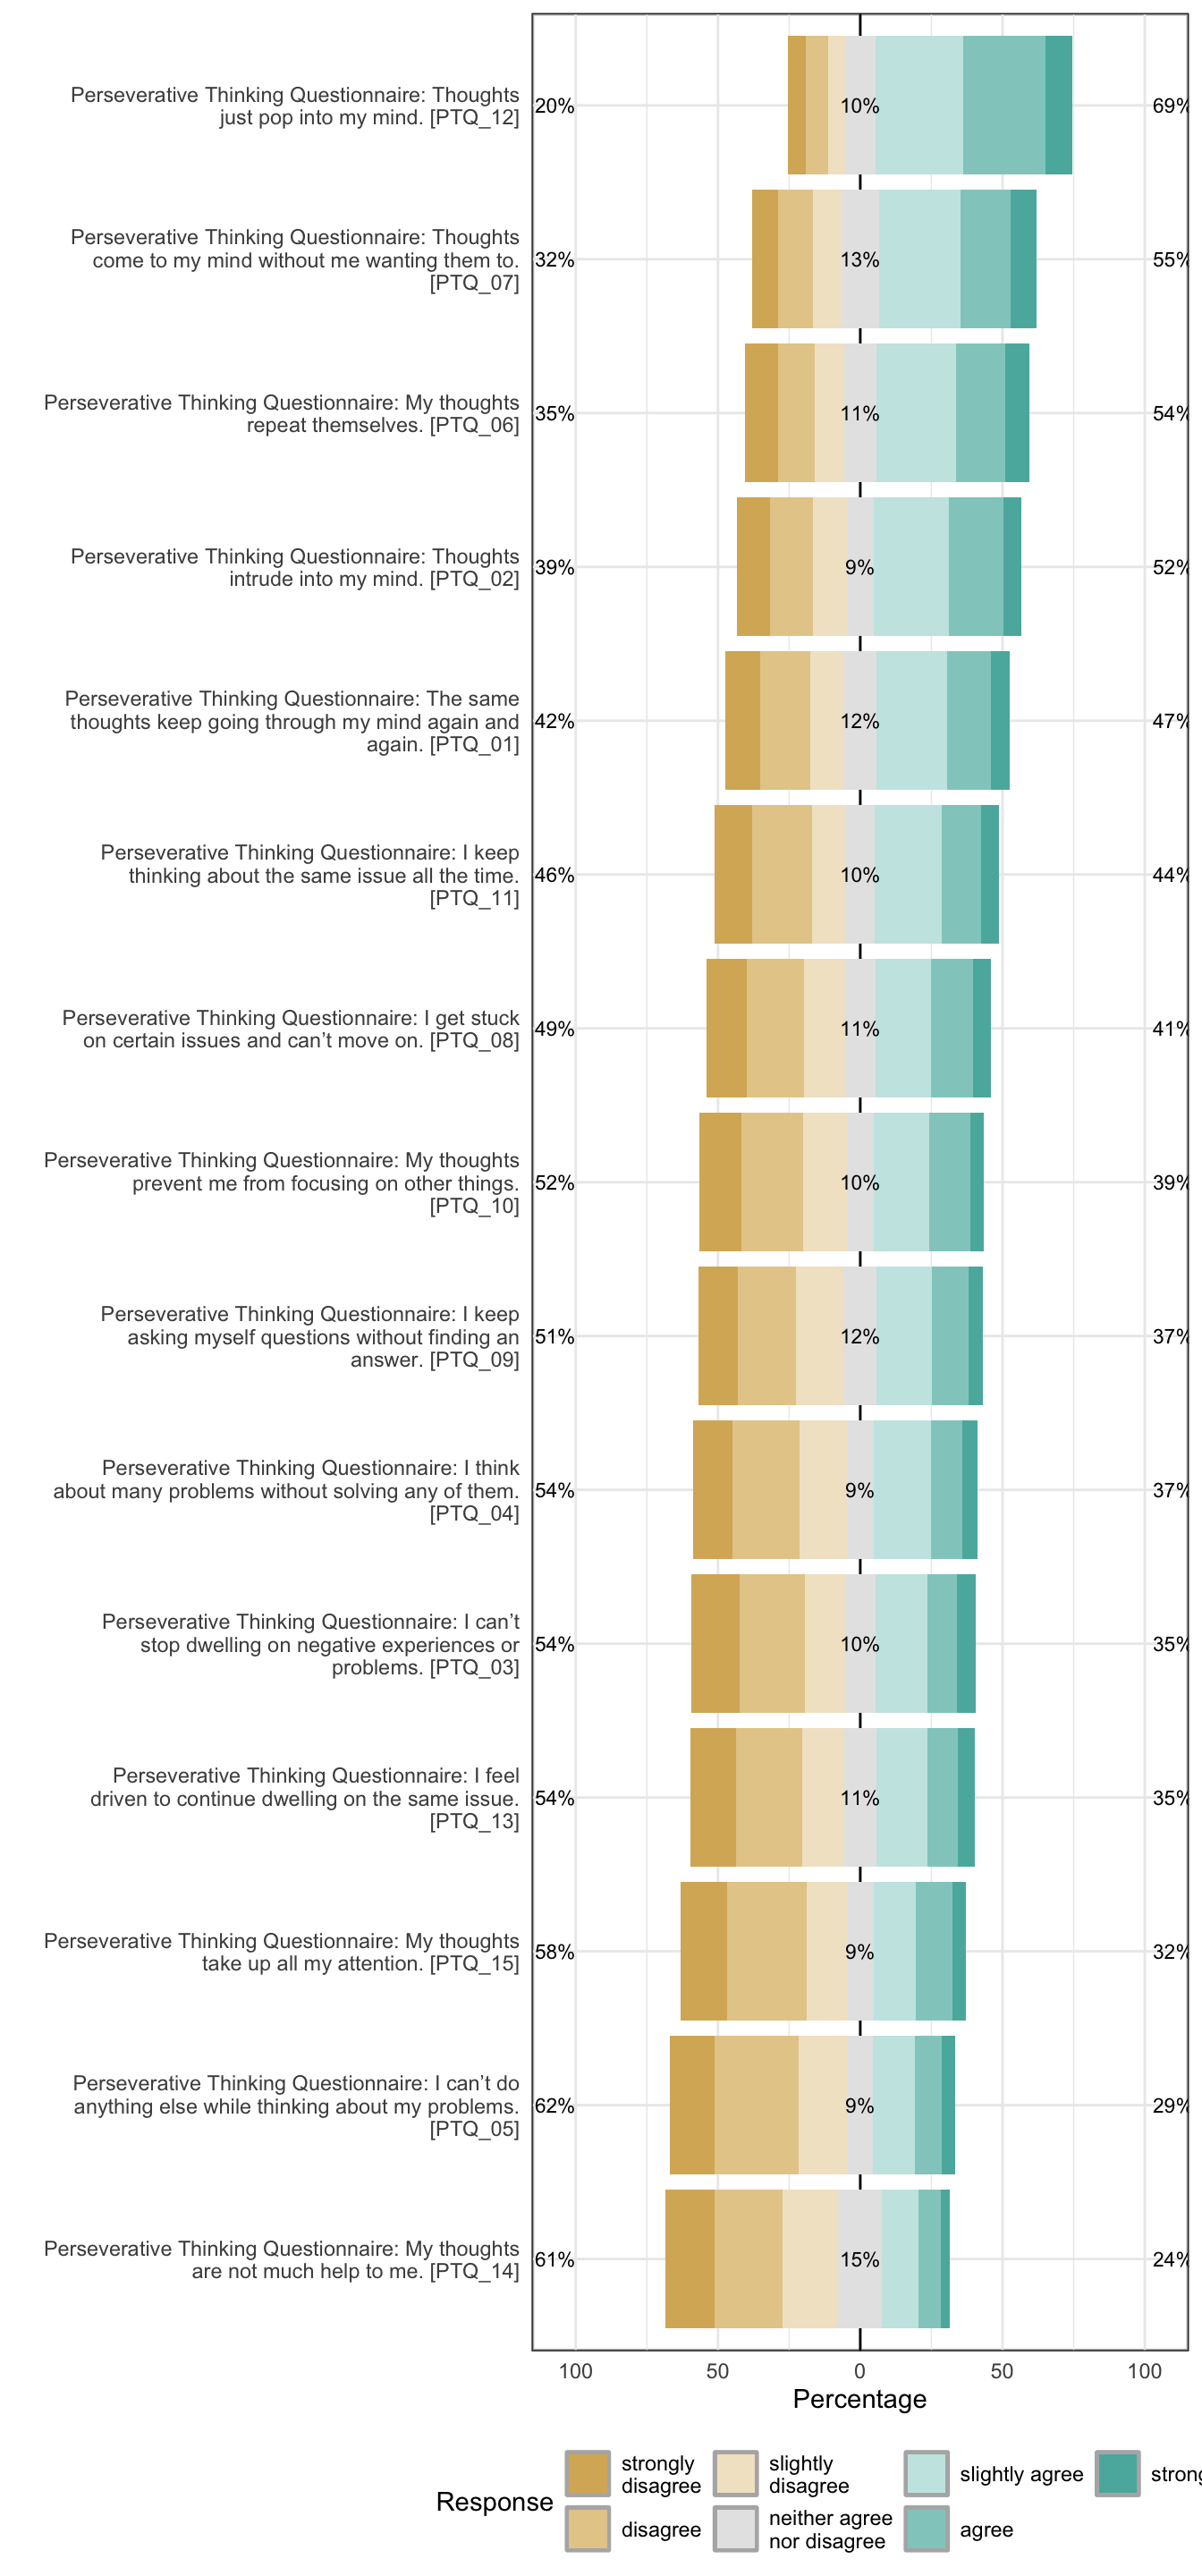 Perseverative Thinking Questionnaire: Thoughts
just pop into my mind. [PTQ_12]
20%
10%
69%
Perseverative Thinking Questionnaire: Thoughts
come to my mind without me wanting them to.
[PTQ_07]
32%
13%
55%
Perseverative Thinking Questionnaire: My thoughts
repeat themselves. [PTQ_06]
35%
11%
54%
Perseverative Thinking Questionnaire: Thoughts
intrude into my mind. [PTQ_02]
39%
9%
52%
Perseverative Thinking Questionnaire: The same
thoughts keep going through my mind again and
again. [PTQ_01]
42%
12%
47%
Perseverative Thinking Questionnaire: I keep
thinking about the same issue all the time.
[PTQ_11]
46%
10%
44%
Perseverative Thinking Questionnaire: I get stuck
on certain issues and can’t move on. [PTQ_08]
49%
11%
41%
Perseverative Thinking Questionnaire: My thoughts
prevent me from focusing on other things.
[PTQ_10]
52%
10%
39%
Perseverative Thinking Questionnaire: I keep
asking myself questions without finding an
answer. [PTQ_09]
51%
12%
37%
Perseverative Thinking Questionnaire: I think
about many problems without solving any of them.
[PTQ_04]
54%
9%
37%
Perseverative Thinking Questionnaire: I can’t
stop dwelling on negative experiences or
problems. [PTQ_03]
54%
10%
35%
Perseverative Thinking Questionnaire: I feel
driven to continue dwelling on the same issue.
[PTQ_13]
54%
11%
35%
Perseverative Thinking Questionnaire: My thoughts
take up all my attention. [PTQ_15]
58%
9%
32%
Perseverative Thinking Questionnaire: I can’t do
anything else while thinking about my problems.
[PTQ_05]
62%
9%
29%
Perseverative Thinking Questionnaire: My thoughts
are not much help to me. [PTQ_14]
61%
15%
24%
100 50 0 50 100
Percentage
Response
strongly
disagree
disagree
slightly
disagree
neither agree
nor disagree
slightly agree
agree